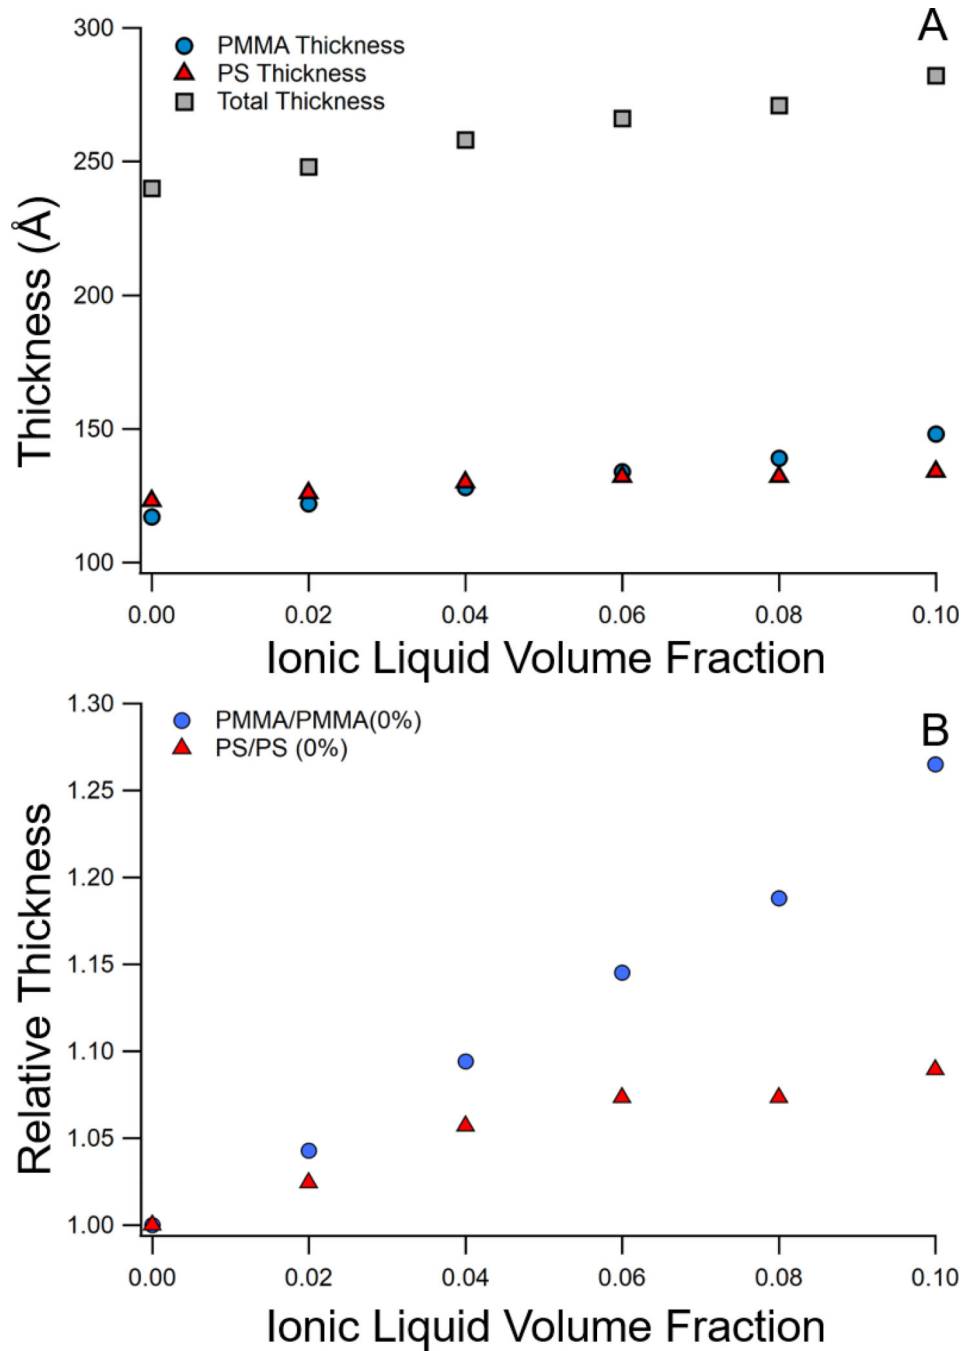 A
PMMA Thickness
PS Thickness
Total Thickness
Thickness (Å)
300
250
200
150
100
0.00 0.02 0.04 0.06 0.08 0.10
Ionic Liquid Volume Fraction
B
PMMA/PMMA(0%)
PS/PS (0%)
Relative Thickness
1.30
1.25
1.20
1.15
1.10
1.05
1.00
0.00 0.02 0.04 0.06 0.08 0.10
Ionic Liquid Volume Fraction